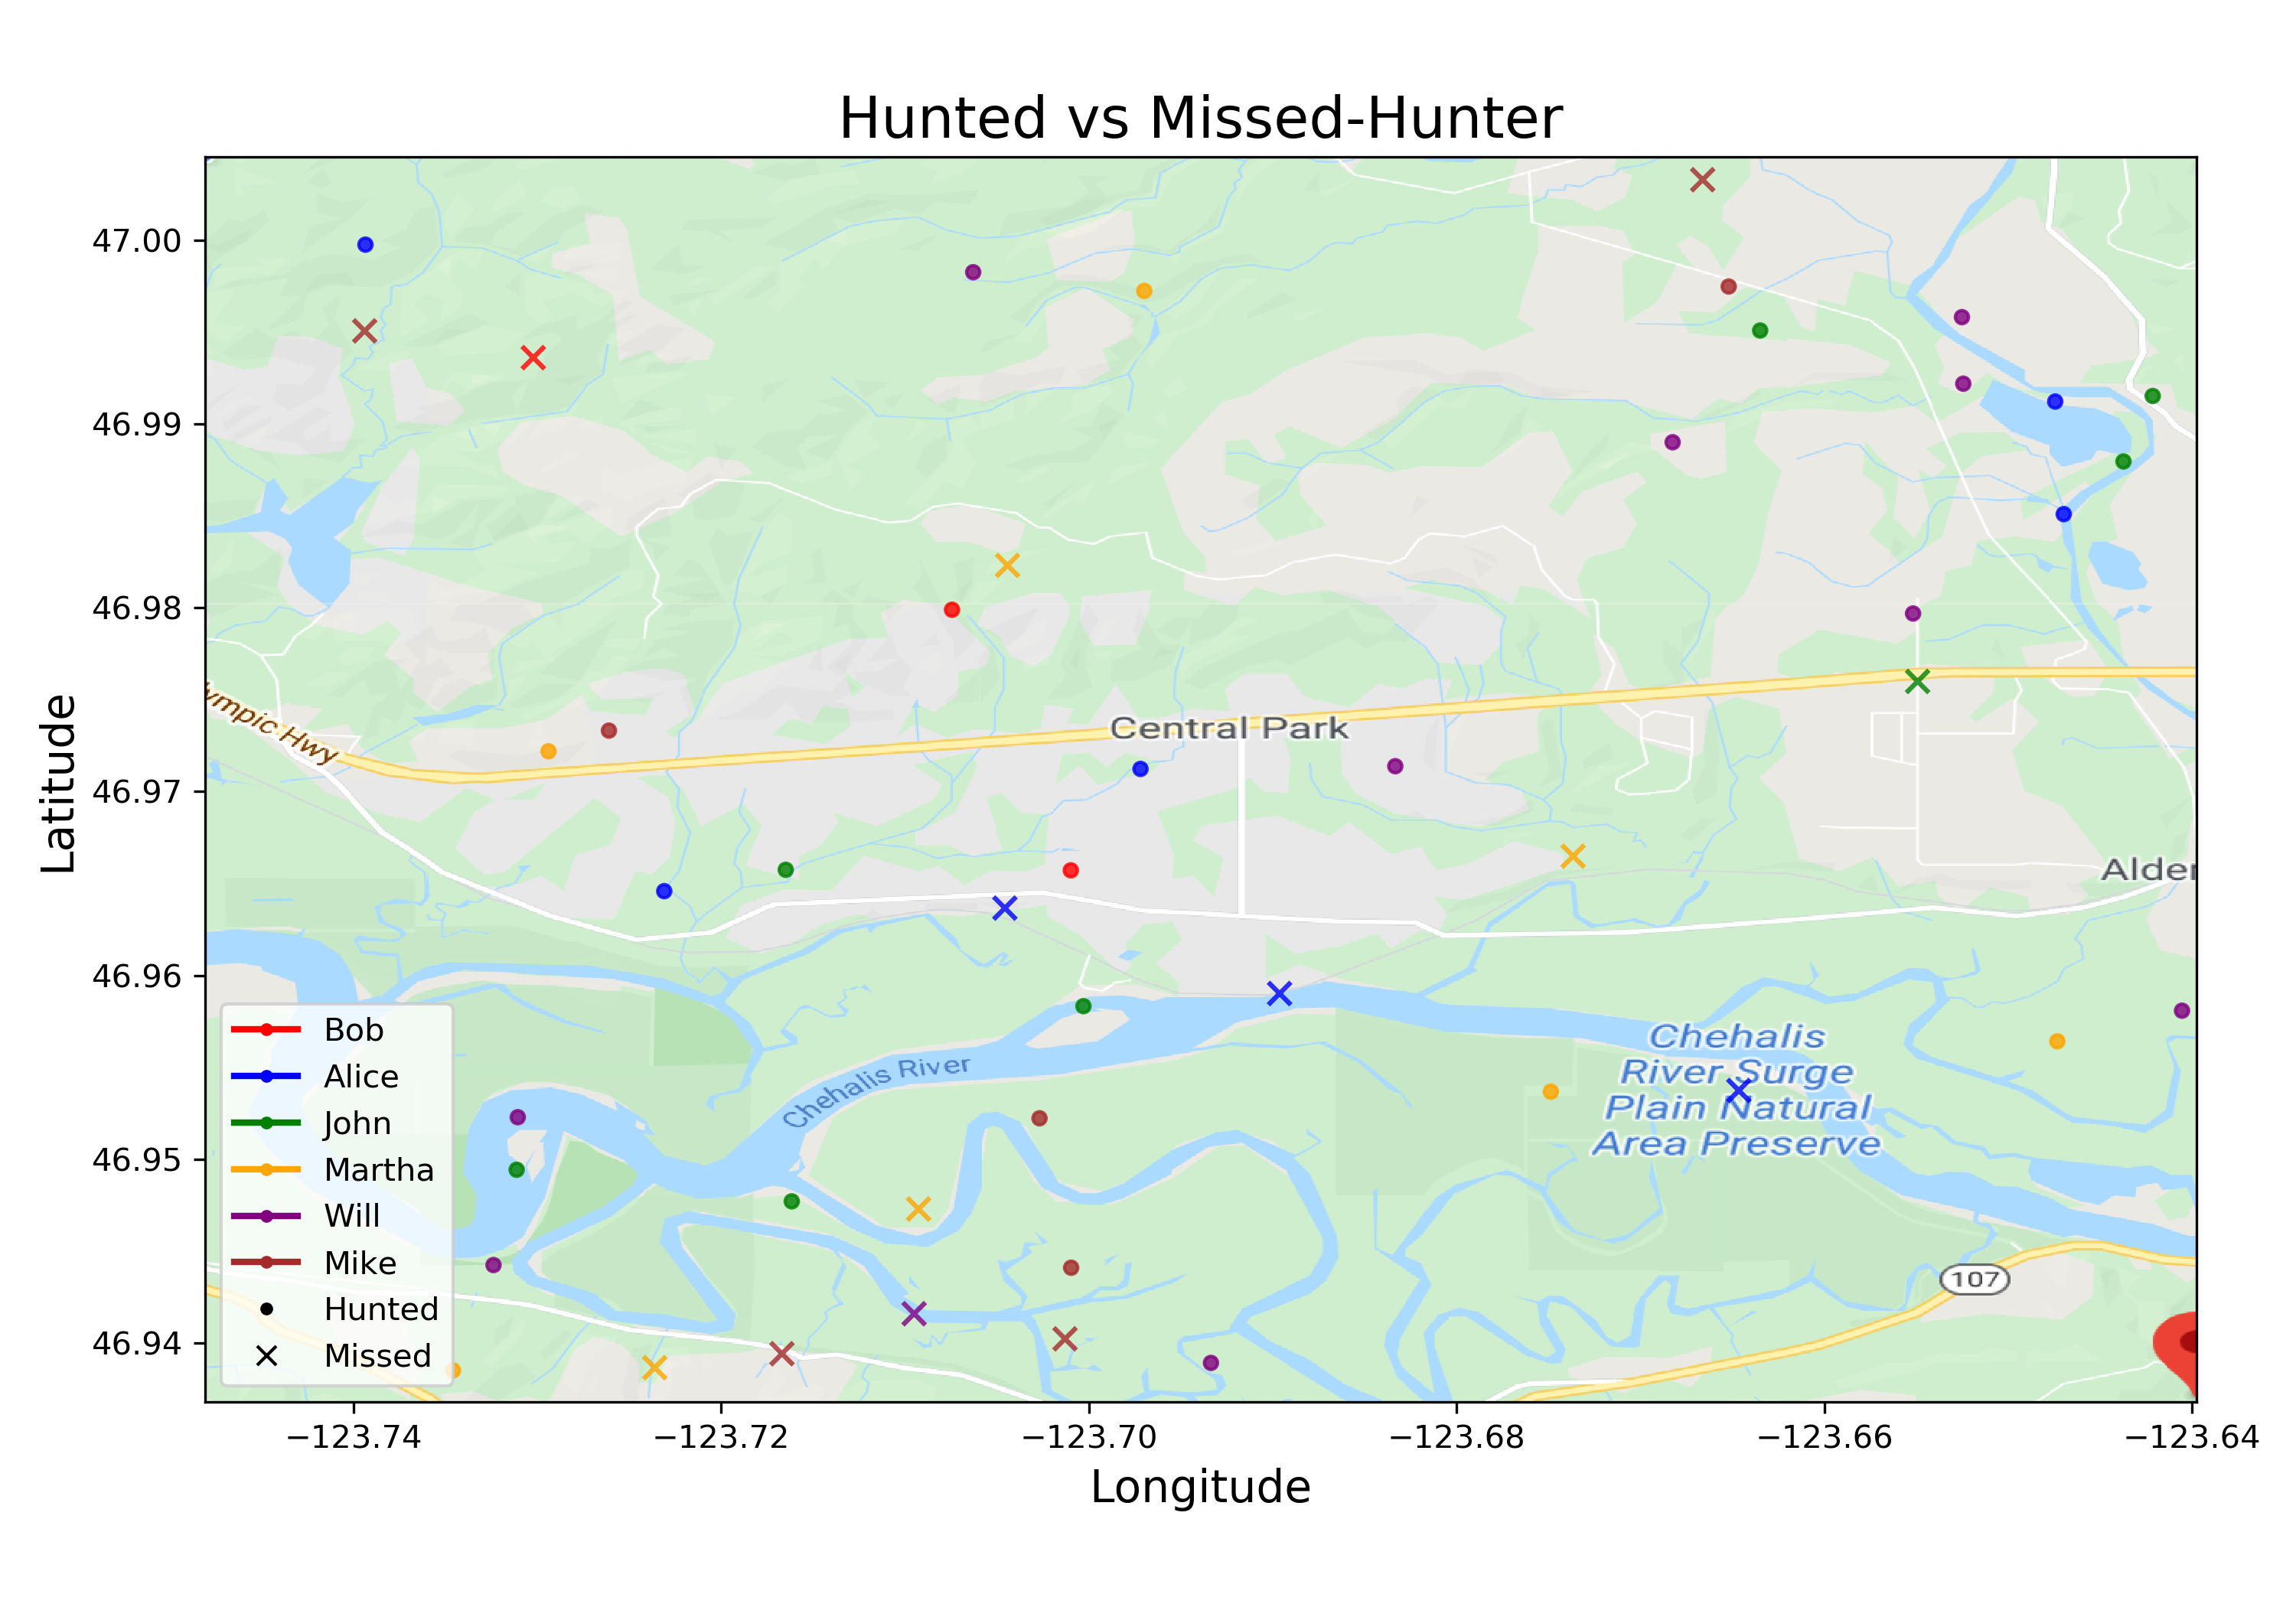 Hunted vs Missed-Hunter
47.00
46.99
46.98
46.97
46.96
46.95
46.94
Latitude
ympic Hwy
Central Park
Alder
Chehalis River
Chehalis
River Surge
Plain Natural
Area Preserve
107
Bob
Alice
John
Martha
Will
Mike
Hunted
Missed
−123.74
−123.72
−123.70
−123.68
−123.66
−123.64
Longitude